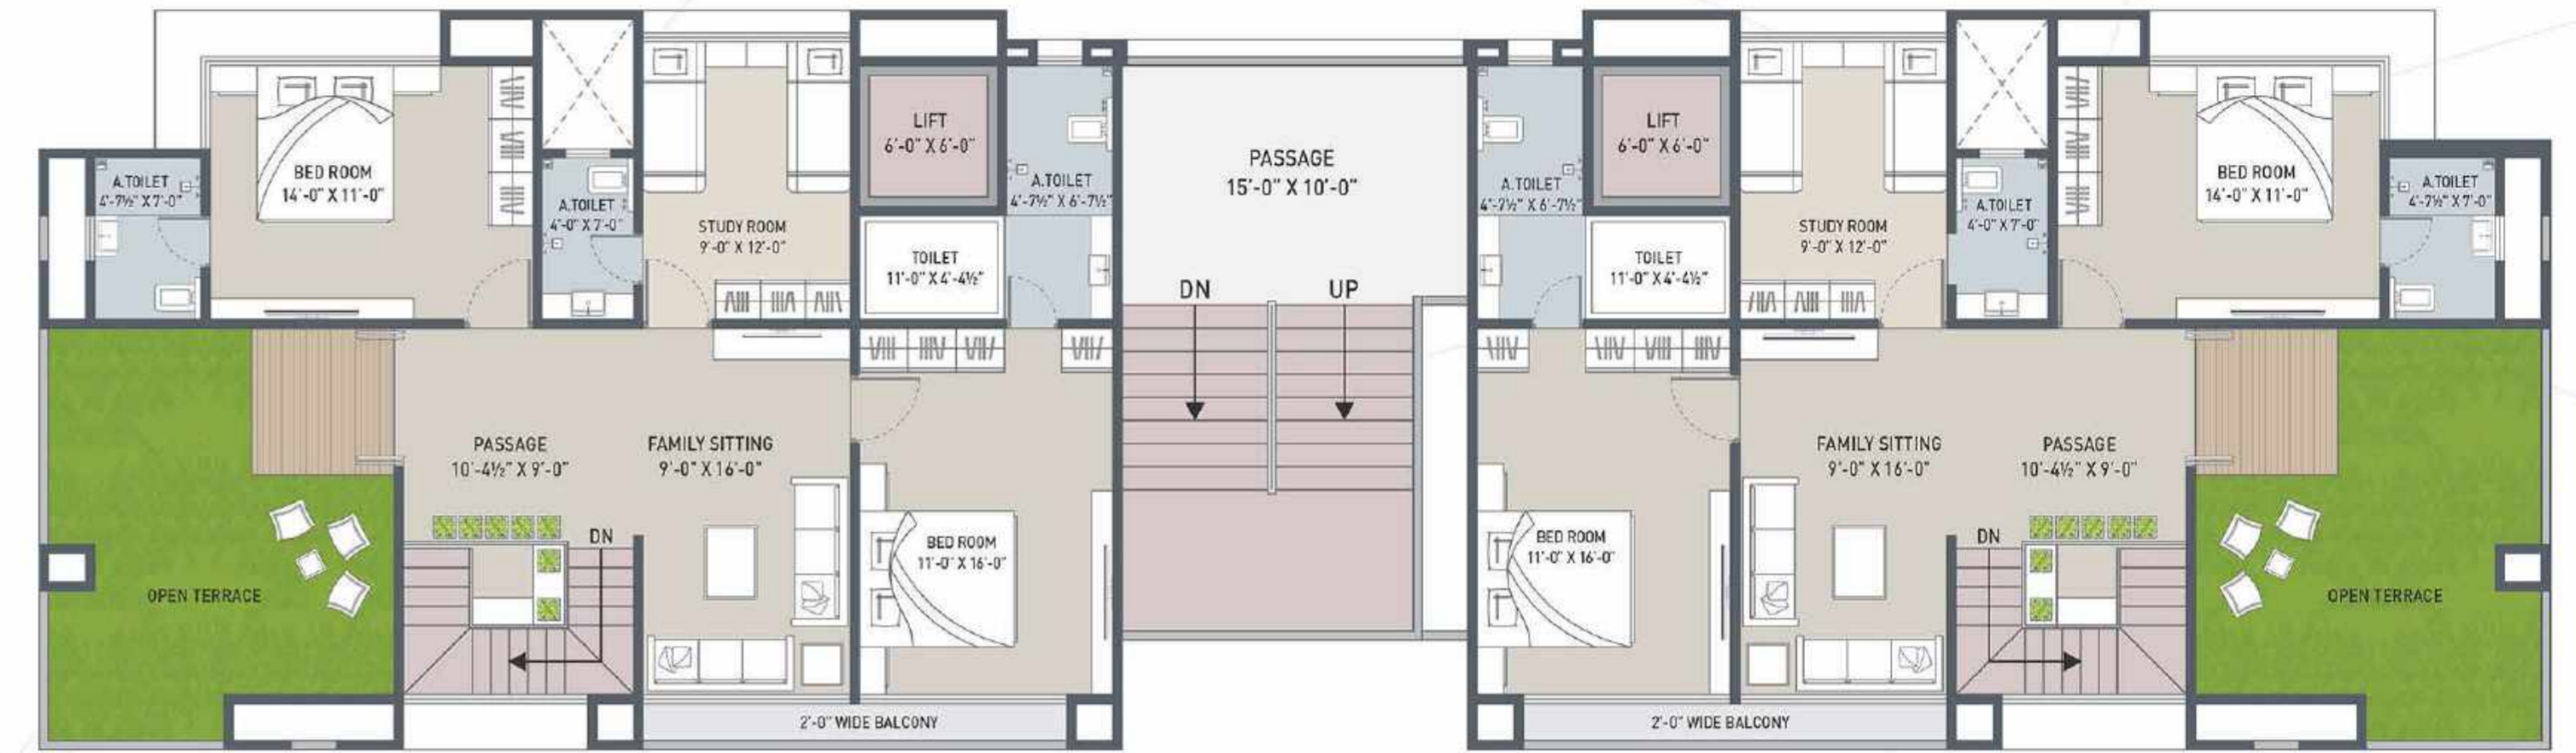 BED ROOM
14'-0" X 11'-0"
A.TOILET
4'-7½" X 7'-0"
A.TOILET
4'-0" X 7'-0"
STUDY ROOM
9'-0" X 12'-0"
LIFT
6'-0" X 6'-0"
A.TOILET
4'-7½" X 6'-7½"
TOILET
11'-0" X 4'-4½"
PASSAGE
15'-0" X 10'-0"
DN
UP
A.TOILET
4'-7½" X 6'-7½"
LIFT
6'-0" X 6'-0"
TOILET
11'-0" X 4'-4½"
STUDY ROOM
9'-0" X 12'-0"
A.TOILET
4'-0" X 7'-0"
BED ROOM
14'-0" X 11'-0"
A.TOILET
4'-7½" X 7'-0"
PASSAGE
10'-4½" X 9'-0"
FAMILY SITTING
9'-0" X 16'-0"
DN
BED ROOM
11'-0" X 16'-0"
OPEN TERRACE
2'-0" WIDE BALCONY
BED ROOM
11'-0" X 16'-0"
FAMILY SITTING
9'-0" X 16'-0"
PASSAGE
10'-4½" X 9'-0"
DN
OPEN TERRACE
2'-0" WIDE BALCONY